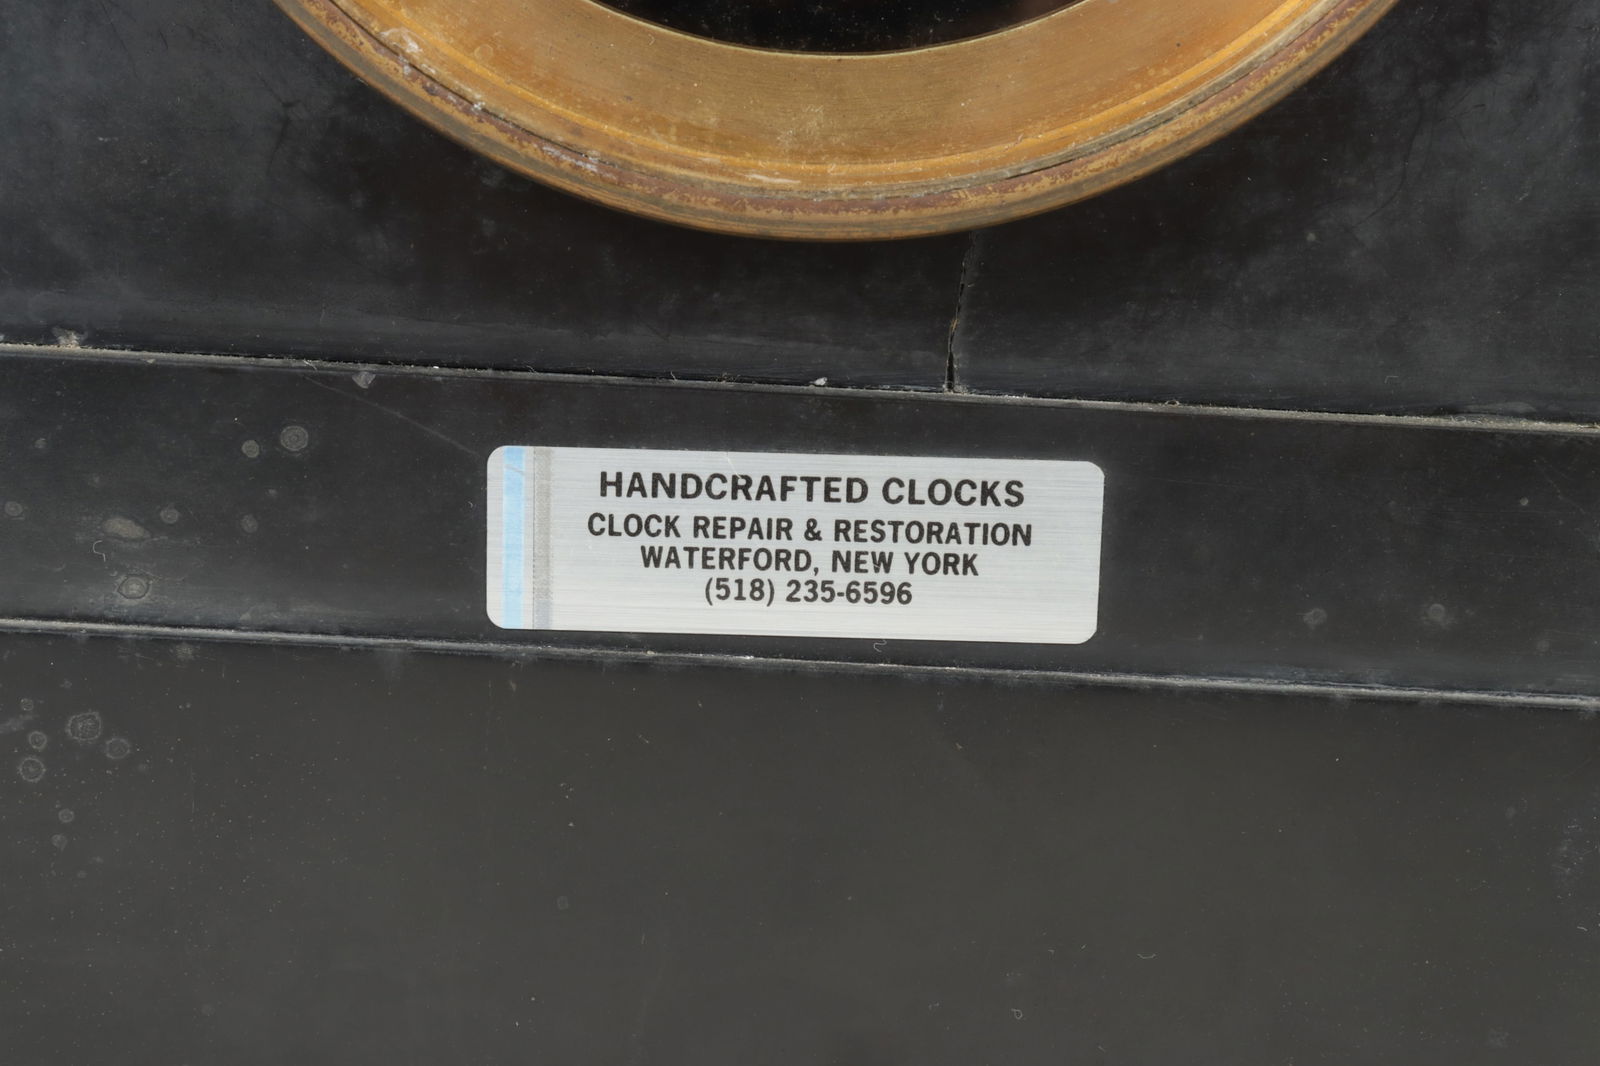 HANDCRAFTED CLOCKS
CLOCK REPAIR & RESTORATION
WATERFORD, NEW YORK
(518) 235-6596